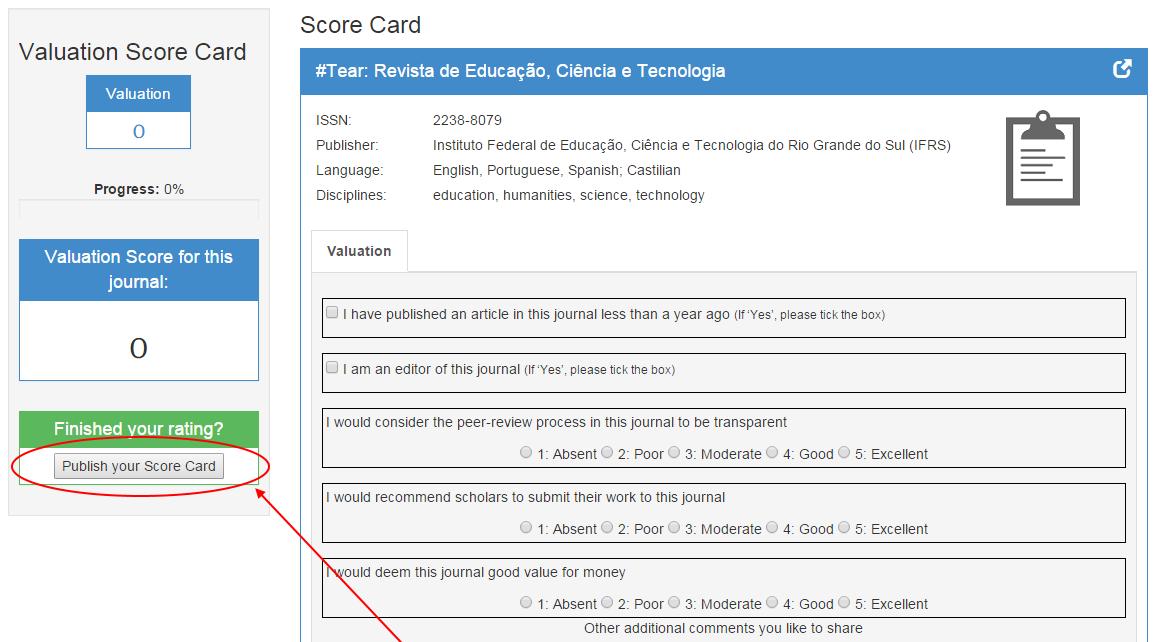 Valuation Score Card
Valuation
0
Progress: 0%
Valuation Score for this
journal:
0
Finished your rating?
Publish your Score Card
Score Card
#Tear: Revista de Educação, Ciência e Tecnologia
ISSN: 2238-8079
Publisher: Instituto Federal de Educação, Ciência e Tecnologia do Rio Grande do Sul (IFRS)
Language: English, Portuguese, Spanish; Castilian
Disciplines: education, humanities, science, technology
Valuation
I have published an article in this journal less than a year ago (If ‘Yes’, please tick the box)
I am an editor of this journal (If ‘Yes’, please tick the box)
I would consider the peer-review process in this journal to be transparent
1: Absent 2: Poor 3: Moderate 4: Good 5: Excellent
I would recommend scholars to submit their work to this journal
1: Absent 2: Poor 3: Moderate 4: Good 5: Excellent
I would deem this journal good value for money
1: Absent 2: Poor 3: Moderate 4: Good 5: Excellent
Other additional comments you like to share